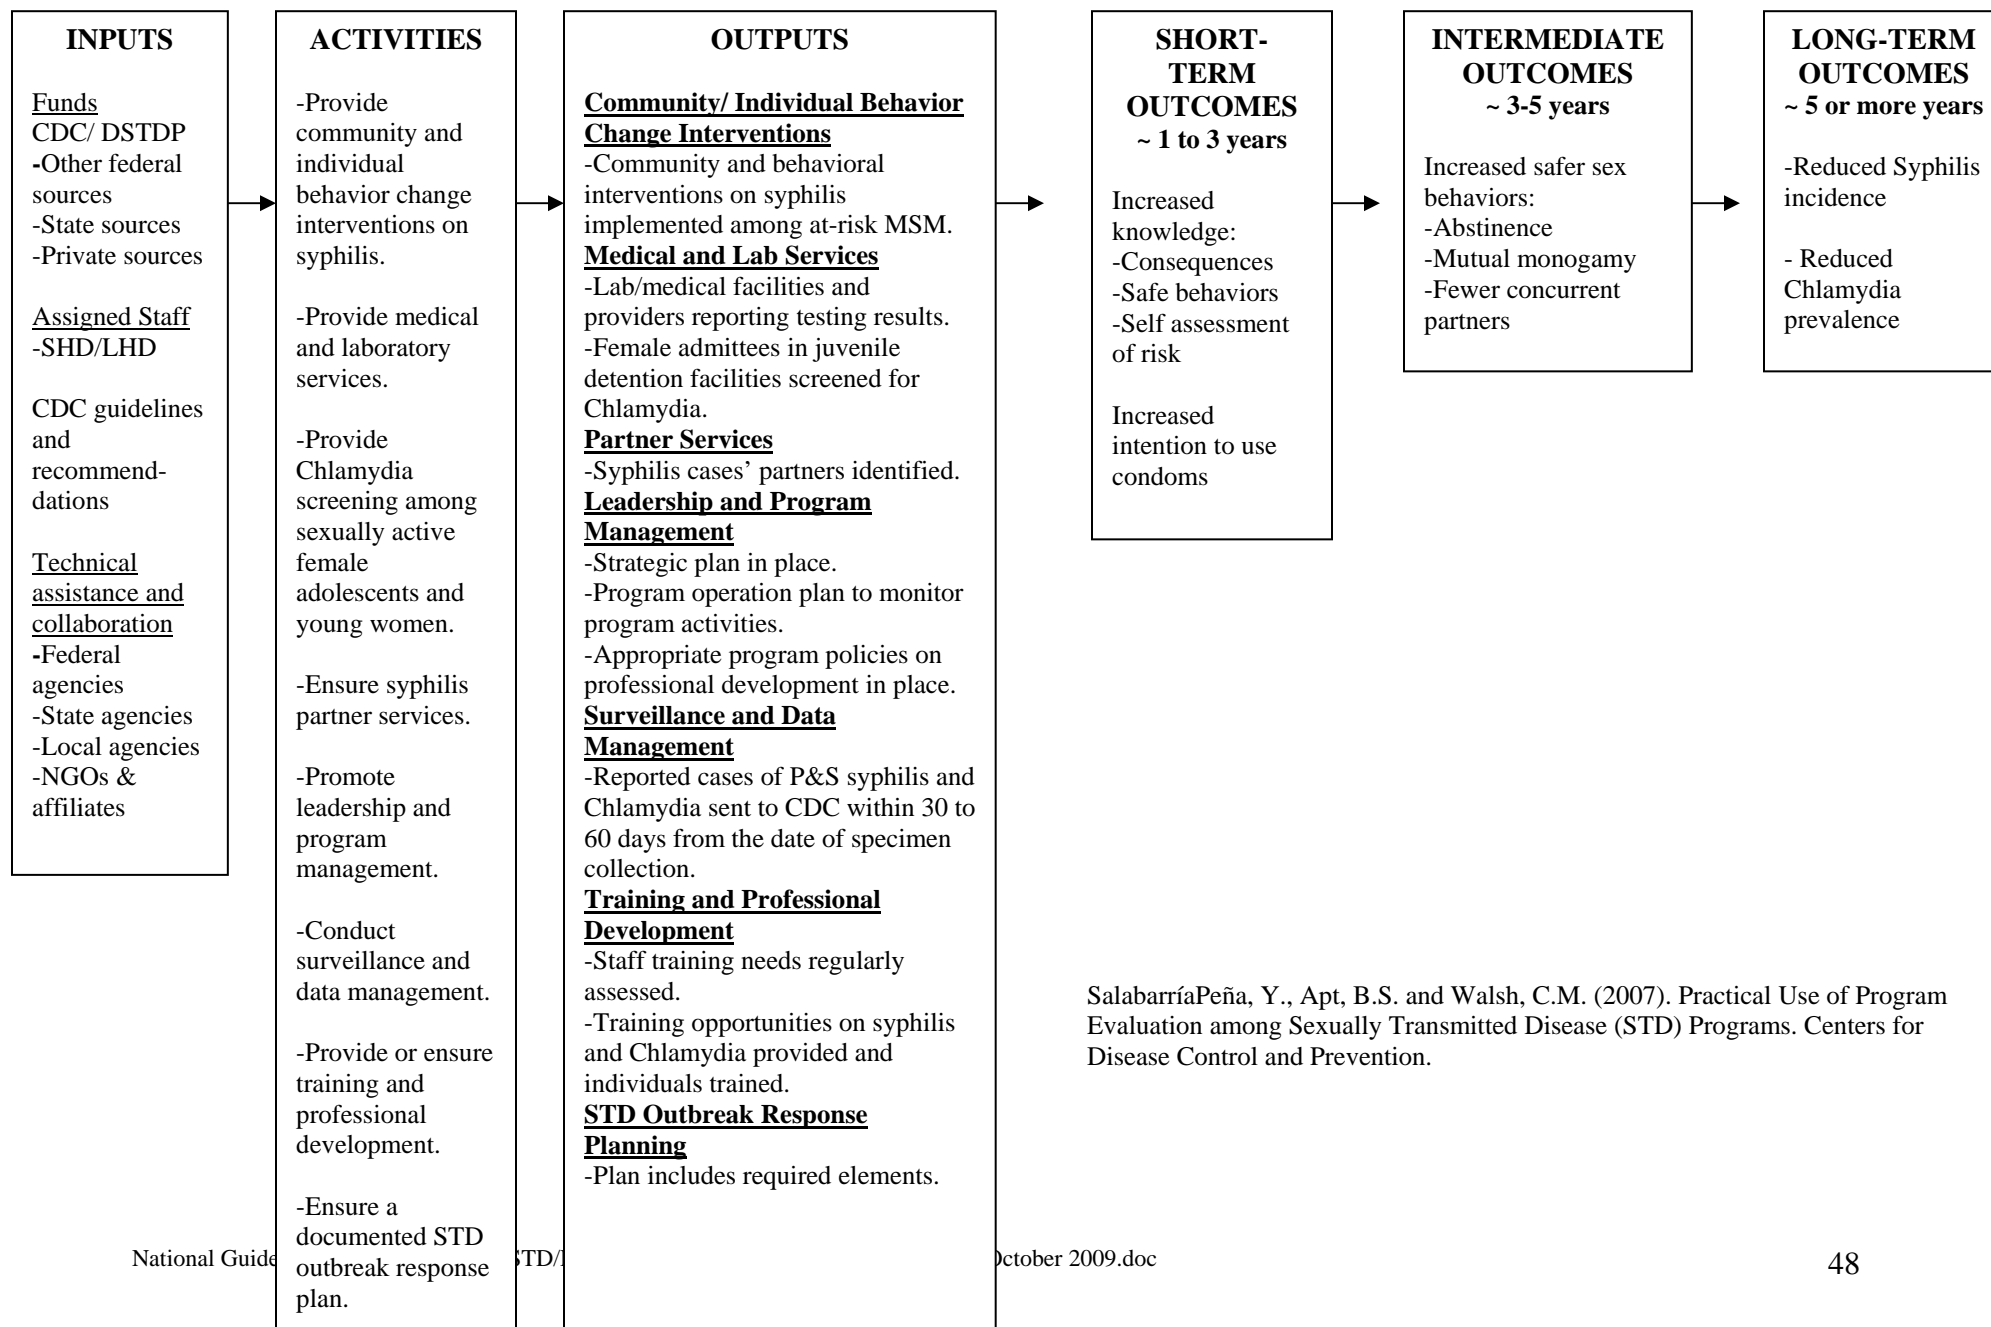 INPUTS
Funds
CDC/ DSTDP
-Other federal
sources
-State sources
-Private sources
Assigned Staff
-SHD/LHD
CDC guidelines
and
recommend-
dations
Technical
assistance and
collaboration
-Federal
agencies
-State agencies
-Local agencies
-NGOs &
affiliates
ACTIVITIES
-Provide
community and
individual
behavior change
interventions on
syphilis.
-Provide medical
and laboratory
services.
-Provide
Chlamydia
screening among
sexually active
female
adolescents and
young women.
-Ensure syphilis
partner services.
-Promote
leadership and
program
management.
-Conduct
surveillance and
data management.
-Provide or ensure
training and
professional
development.
-Ensure a
documented STD
outbreak response
plan.
OUTPUTS
Community/ Individual Behavior
Change Interventions
-Community and behavioral
interventions on syphilis
implemented among at-risk MSM.
Medical and Lab Services
-Lab/medical facilities and
providers reporting testing results.
-Female admittees in juvenile
detention facilities screened for
Chlamydia.
Partner Services
-Syphilis cases’ partners identified.
Leadership and Program
Management
-Strategic plan in place.
-Program operation plan to monitor
program activities.
-Appropriate program policies on
professional development in place.
Surveillance and Data
Management
-Reported cases of P&S syphilis and
Chlamydia sent to CDC within 30 to
60 days from the date of specimen
collection.
Training and Professional
Development
-Staff training needs regularly
assessed.
-Training opportunities on syphilis
and Chlamydia provided and
individuals trained.
STD Outbreak Response
Planning
-Plan includes required elements.
SHORT-
TERM
OUTCOMES
~ 1 to 3 years
Increased
knowledge:
-Consequences
-Safe behaviors
-Self assessment
of risk
Increased
intention to use
condoms
INTERMEDIATE
OUTCOMES
~ 3-5 years
Increased safer sex
behaviors:
-Abstinence
-Mutual monogamy
-Fewer concurrent
partners
LONG-TERM
OUTCOMES
~ 5 or more years
-Reduced Syphilis
incidence
- Reduced
Chlamydia
prevalence
SalabarríaPeña, Y., Apt, B.S. and Walsh, C.M. (2007). Practical Use of Program
Evaluation among Sexually Transmitted Disease (STD) Programs. Centers for
Disease Control and Prevention.
National Guide STD/ October 2009.doc
48